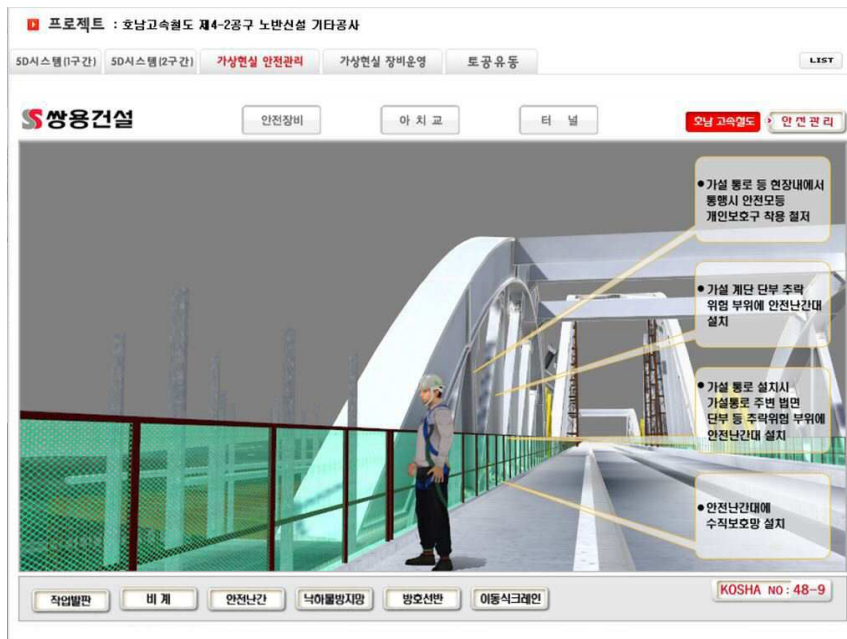 프로젝트 : 호남고속철도 제4-2공구 노반신설 기타공사
5D시스템(1구간) 5D시스템(2구간) 가상현실 안전관리 가상현실 장비운영 토공유동 LIST
쌍용건설 안전장비 아치교 터널 호남 고속철도 안전관리
가설 통로 등 현장내에서
통행시 안전모등
개인보호구 착용 철저
가설 계단 단부 추락
위험 부위에 안전난간대
설치
가설 통로 설치시
가설통로 주변 법면
단부 등 추락위험 부위에
안전난간대 설치
안전난간대에
수직보호망 설치
작업발판 비계 안전난간 낙하물방지망 방호선반 이동식크레인 KOSHA NO : 48-9